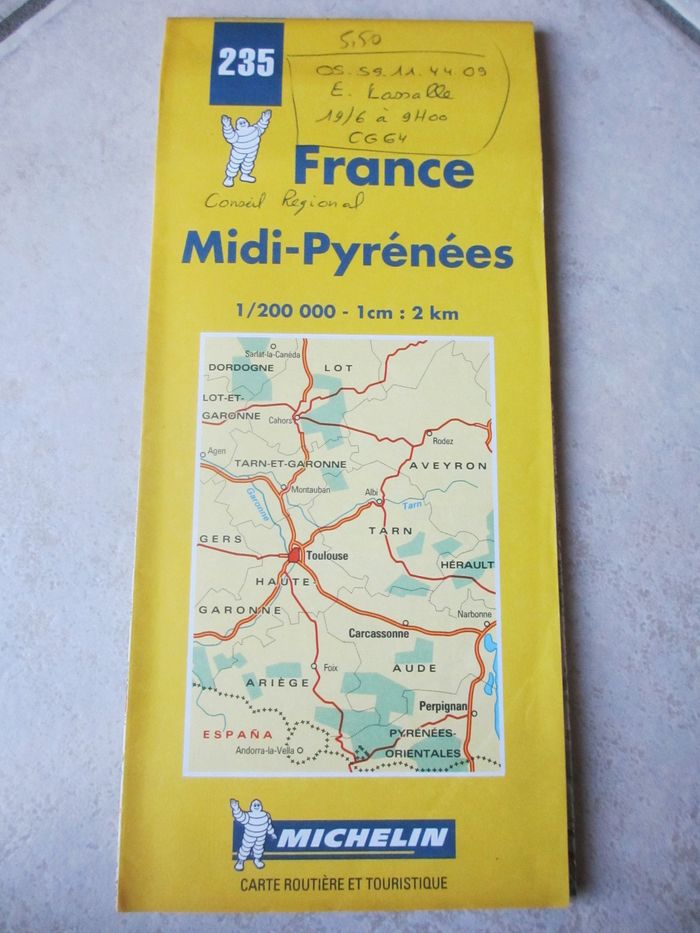 235
5,50
05.59.11.44.09
E. Lassalle
19/6 à 9H00
CG64
France
Conseil Regional
Midi-Pyrénées
1/200 000 - 1cm : 2 km
Sarlat-la-Canéda
DORDOGNE
LOT
LOT-ET-
GARONNE
Cahors
Rodez
Agen
TARN-ET-GARONNE
AVEYRON
Garonne
Montauban
Albi
Tarn
TARN
GERS
Toulouse
HÉRAULT
HAUTE-
GARONNE
Narbonne
Carcassonne
Foix
AUDE
ARIÈGE
Perpignan
ESPAÑA
PYRÉNÉES-
Andorra-la-Vella
ORIENTALES
MICHELIN
CARTE ROUTIÈRE ET TOURISTIQUE